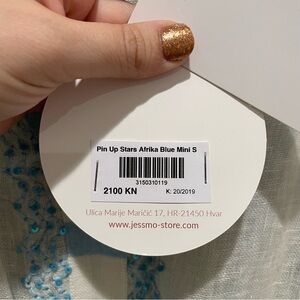 Pin Up Stars Afrika Blue Mini S
3150310119
2100 KN K: 20/2019
Ulica Marije Maričić 17, HR-21450 Hvar
www.jessmo-store.com